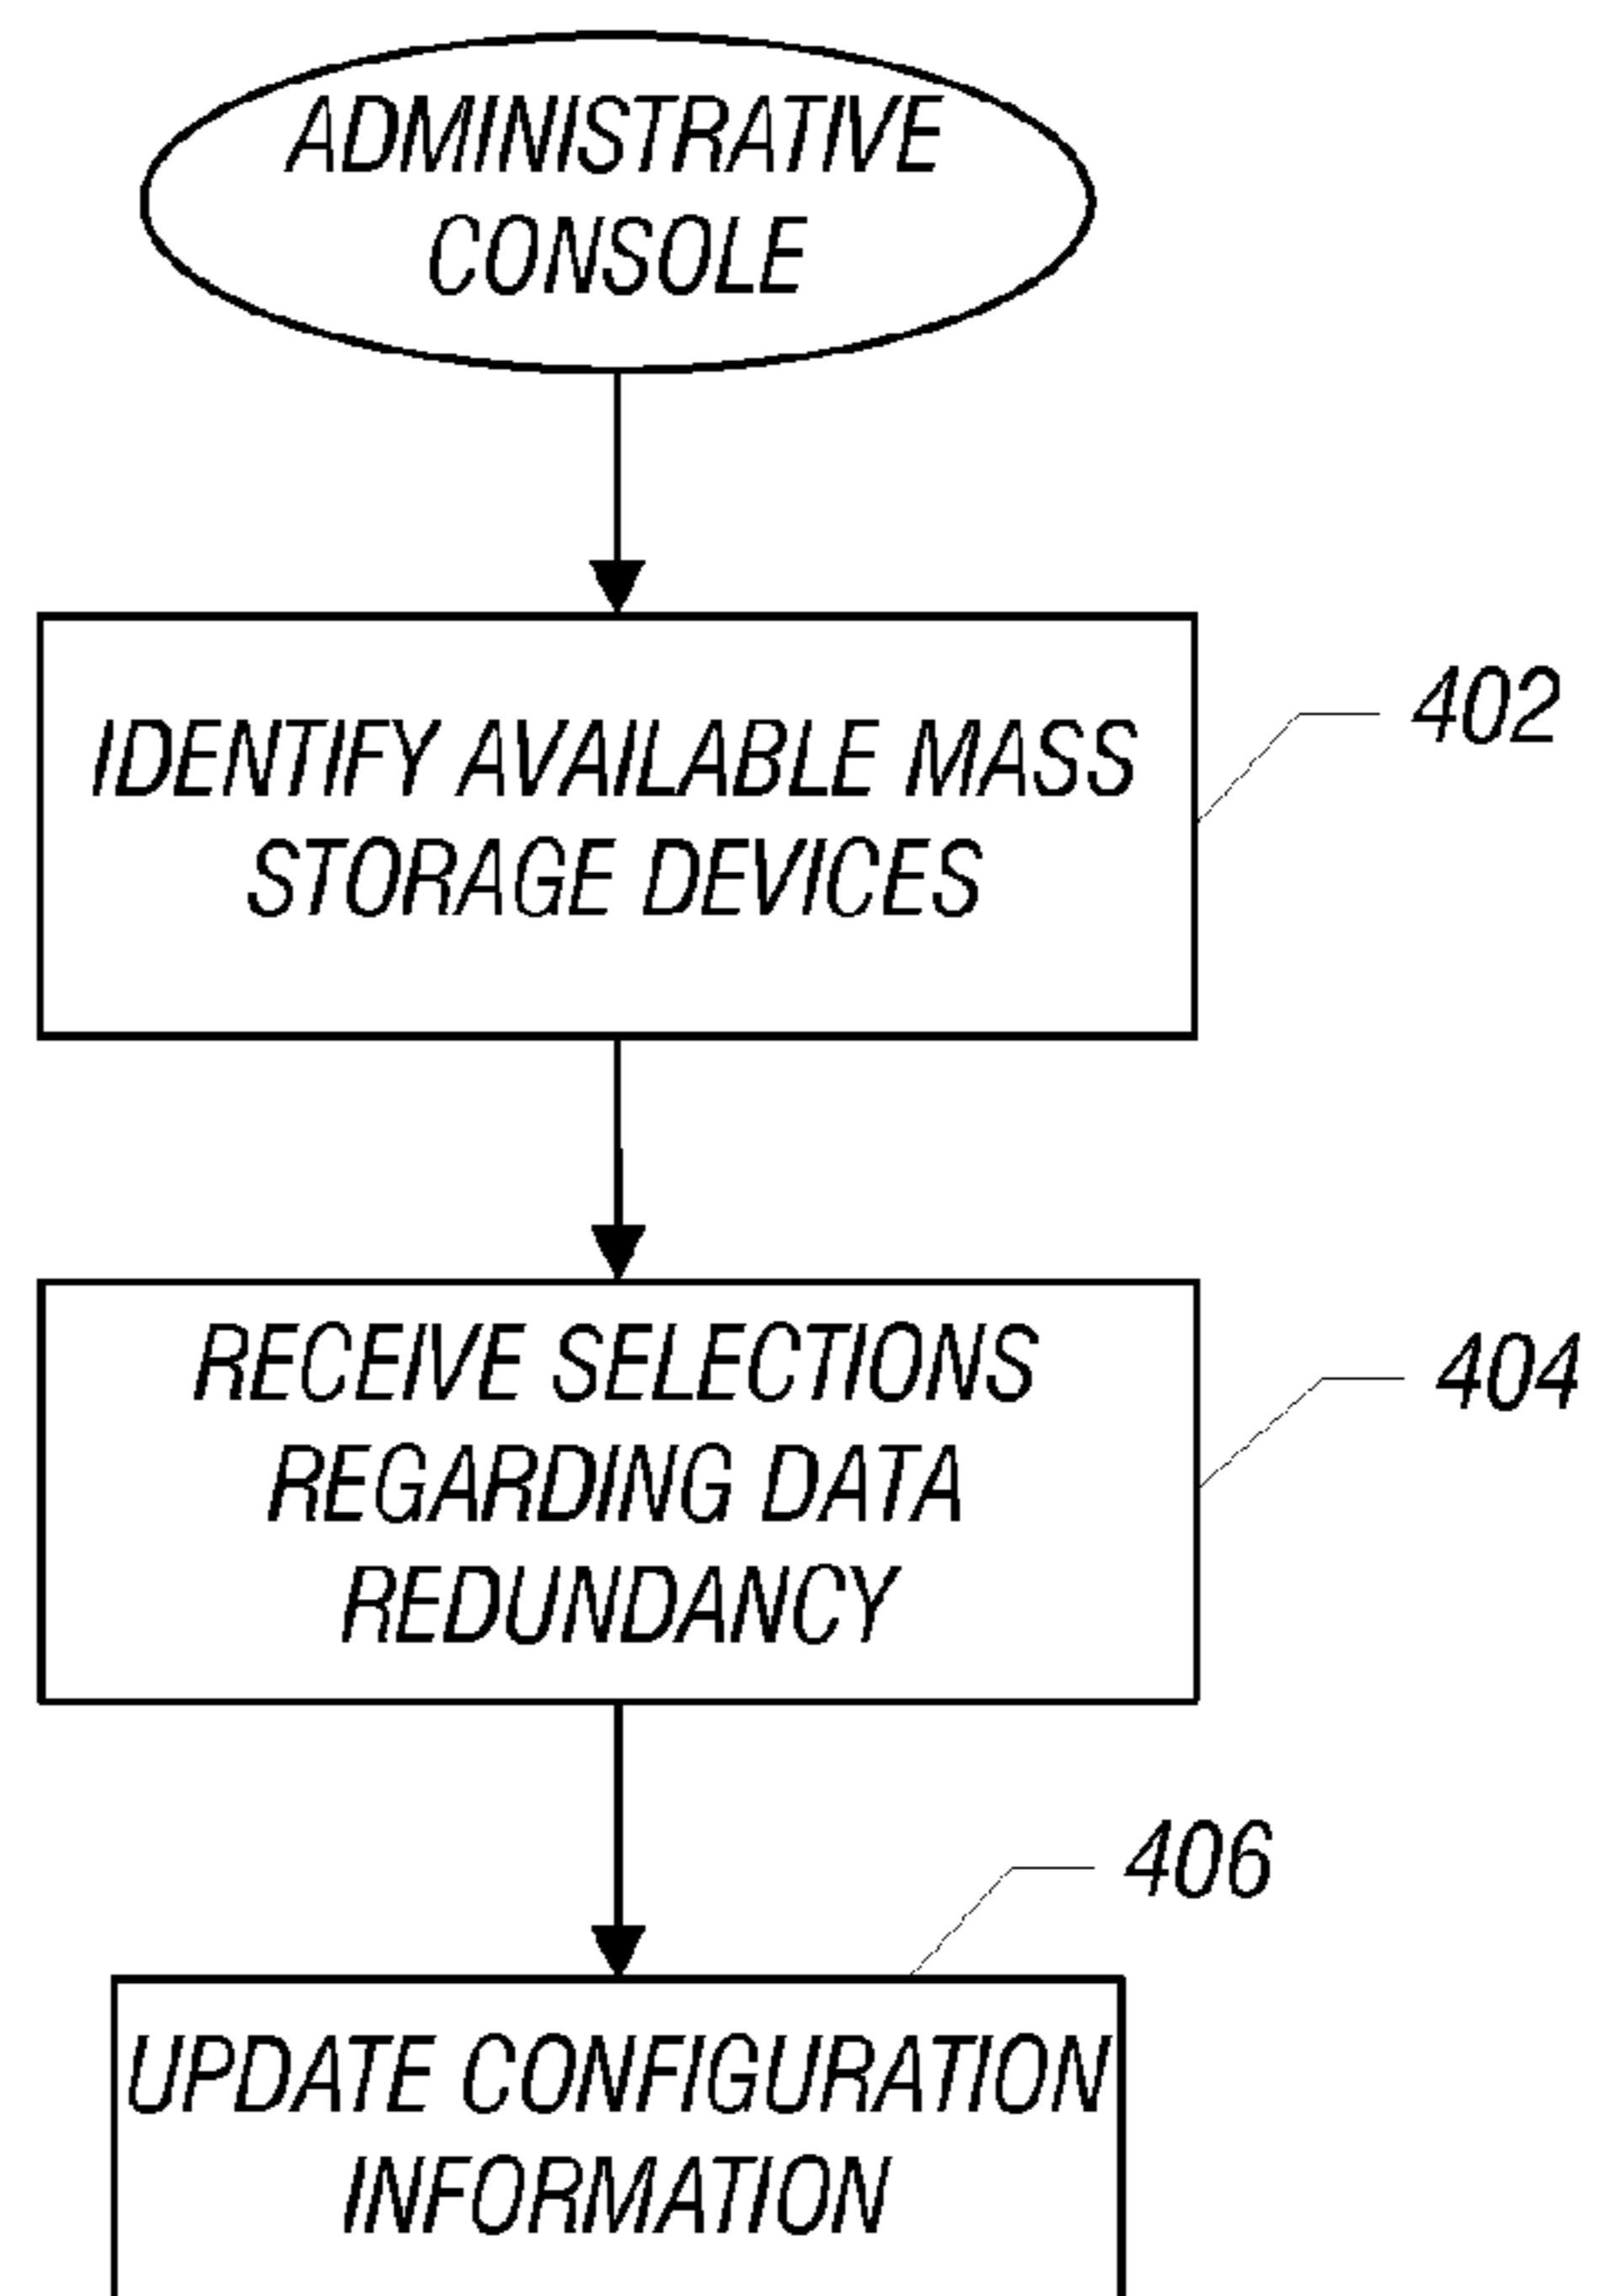 ADMINISTRATIVE
CONSOLE
IDENTIFY AVAILABLE MASS
STORAGE DEVICES
402
RECEIVE SELECTIONS
REGARDING DATA
REDUNDANCY
404
406
UPDATE CONFIGURATION
INFORMATION